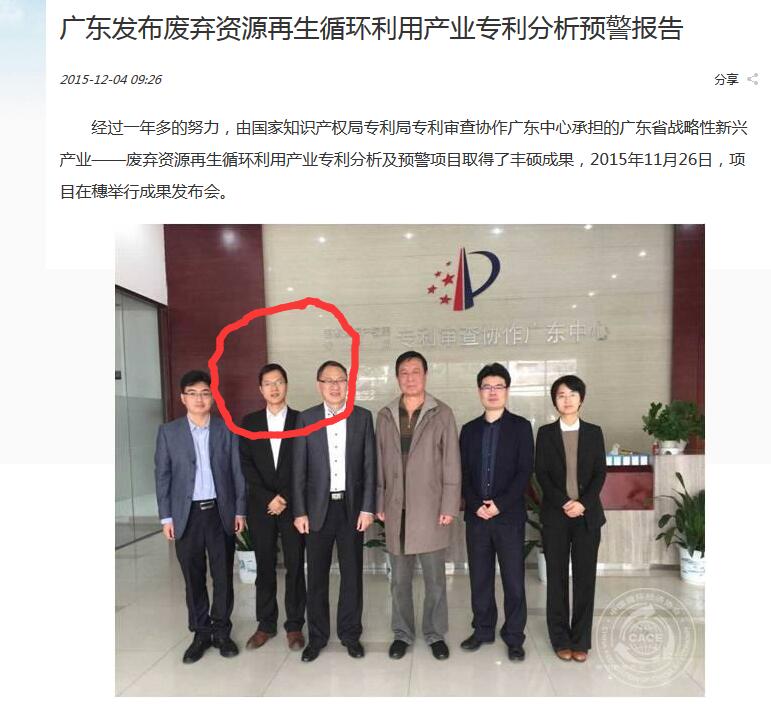 广东发布废弃资源再生循环利用产业专利分析预警报告
2015-12-04 09:26
分享
经过一年多的努力，由国家知识产权局专利局专利审查协作广东中心承担的广东省战略性新兴
产业——废弃资源再生循环利用产业专利分析及预警项目取得了丰硕成果，2015年11月26日，项
目在穗举行成果发布会。
专利审查协作广东中心
CACE